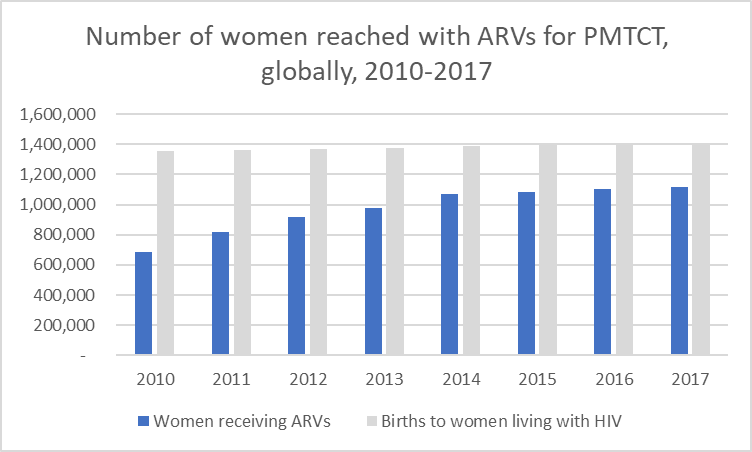 Number of women reached with ARVs for PMTCT,
globally, 2010-2017
1,600,000
1,400,000
1,200,000
1,000,000
800,000
600,000
400,000
200,000
-
2010 2011 2012 2013 2014 2015 2016 2017
Women receiving ARVs Births to women living with HIV